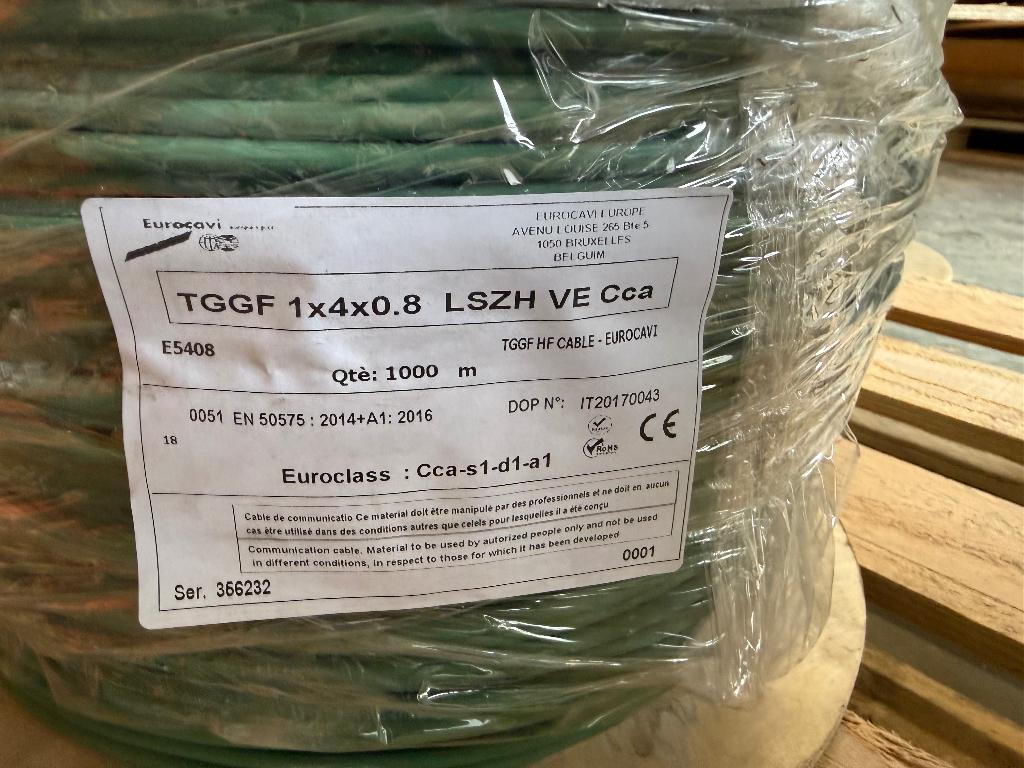 Eurocavi
EUROCAVI EUROPE
AVENU LOUISE 265 Bte 5
1050 BRUXELLES
BELGUIM
TGGF 1x4x0.8 LSZH VE Cca
E5408
TGGF HF CABLE - EUROCAVI
Qtè: 1000 m
0051 EN 50575 : 2014+A1: 2016
DOP N°: IT20170043
18
CE
RoHS
Euroclass : Cca-s1-d1-a1
Cable de communicatio Ce material doit être manipulé par des professionnels et ne doit en aucun
cas être utilisé dans des conditions autres que celels pour lesquelles il a été conçu
Communication cable. Material to be used by autorized people only and not be used
in different conditions, in respect to those for which it has been developed
0001
Ser. 366232